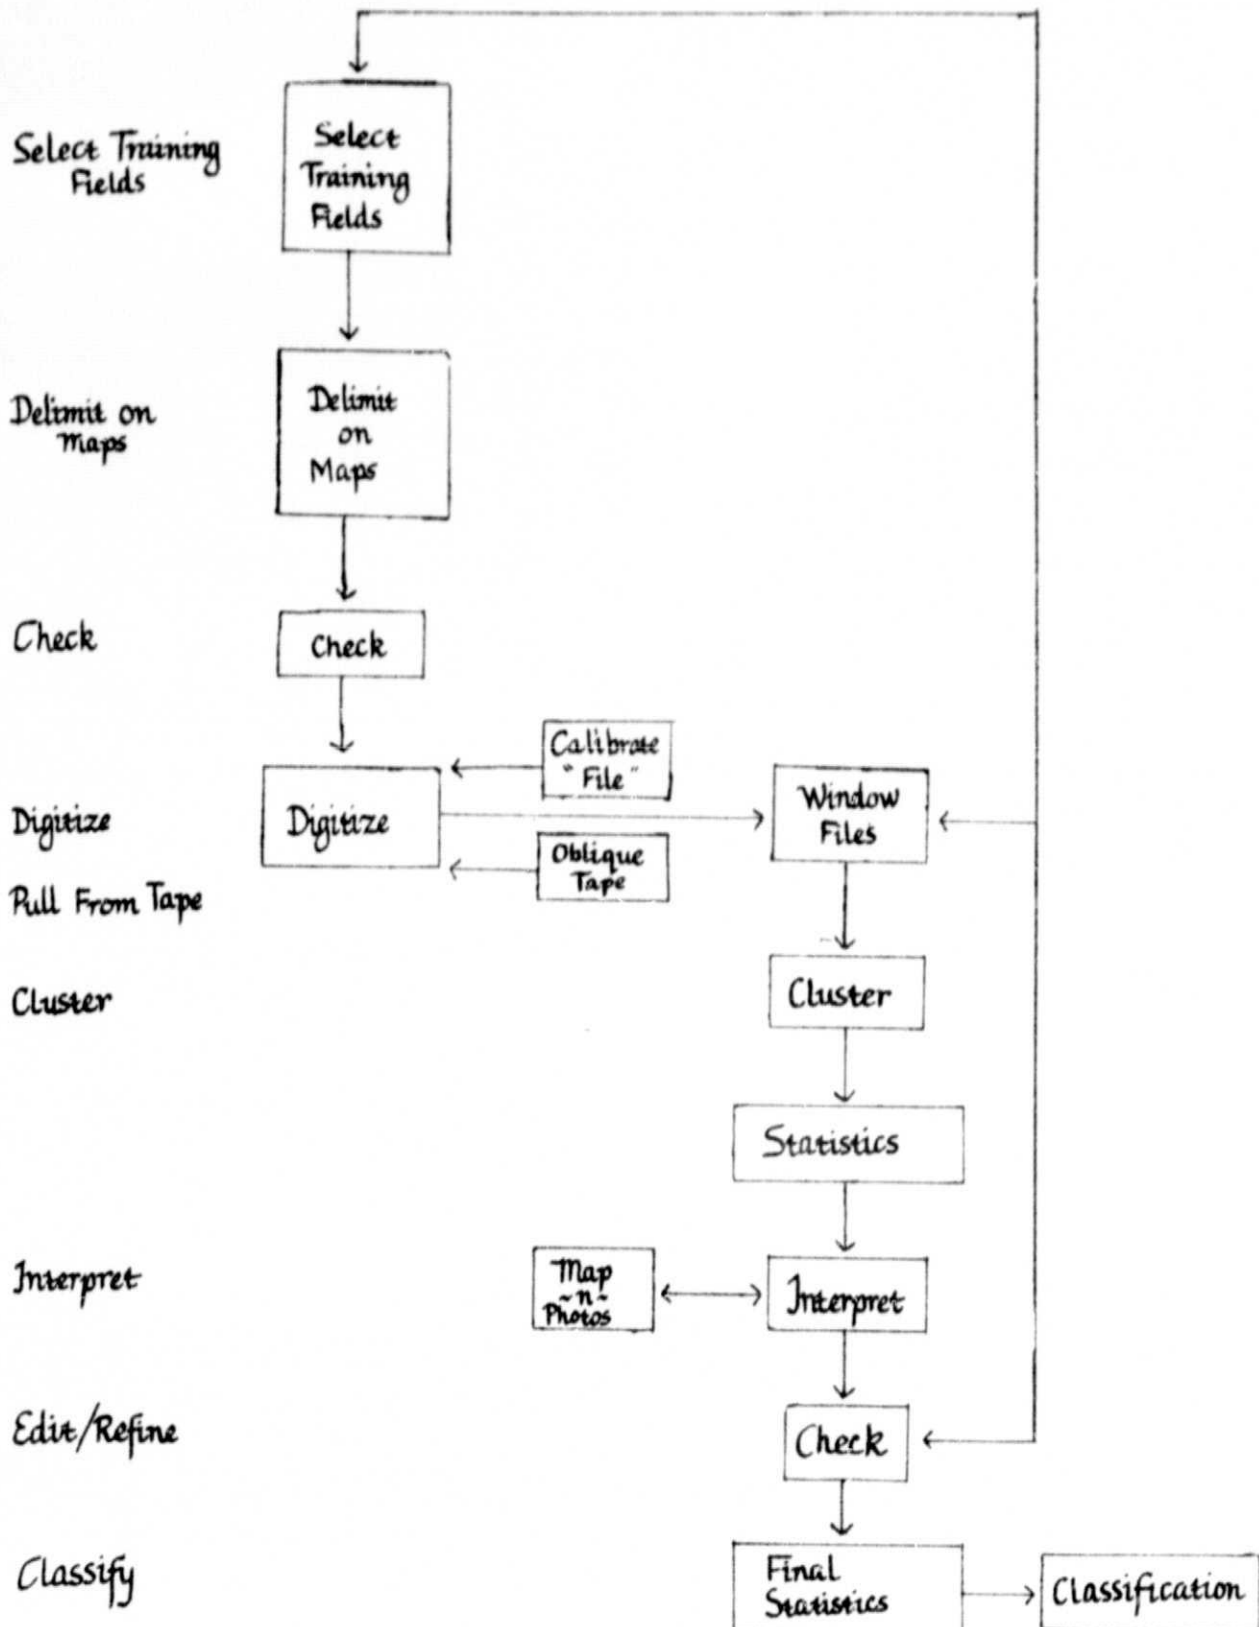 Select Training
Fields
Select
Training
Fields
Delimit on
Maps
Delimit
on
Maps
Check
Check
Calibrate
"File"
Digitize
Digitize
Window
Files
Oblique
Tape
Pull From Tape
Cluster
Cluster
Statistics
Interpret
Map
~n~
Photos
Interpret
Edit/Refine
Check
Classify
Final
Statistics
Classification